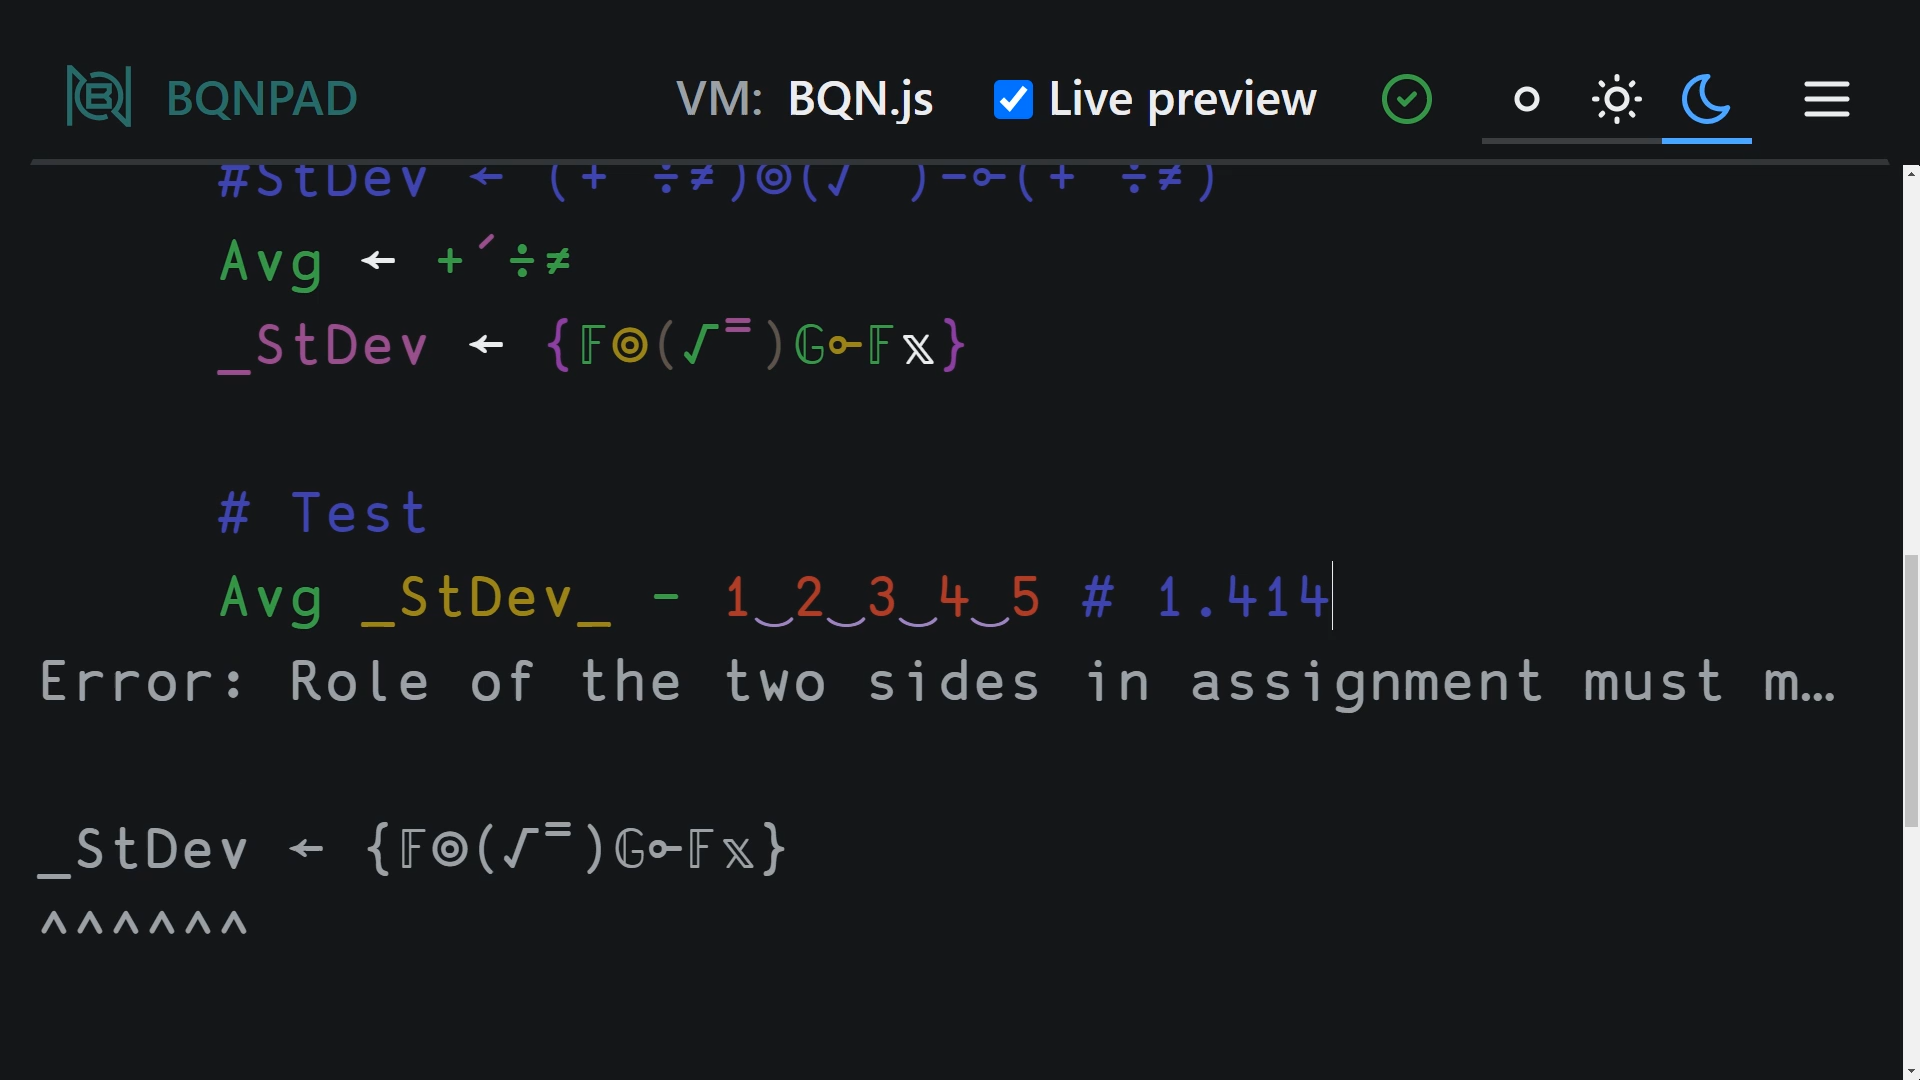 BQNPAD VM: BQN.js Live preview
#StDev ← (+ ÷≠)⊚(√ )-⊸(+ ÷≠)
Avg ← +´÷≠
_StDev ← {𝔽⊚(√⁼)𝔾⊸𝔽𝕩}
# Test
Avg _StDev_ - 1‿2‿3‿4‿5 # 1.414
Error: Role of the two sides in assignment must m…
_StDev ← {𝔽⊚(√⁼)𝔾⊸𝔽𝕩}
^^^^^^